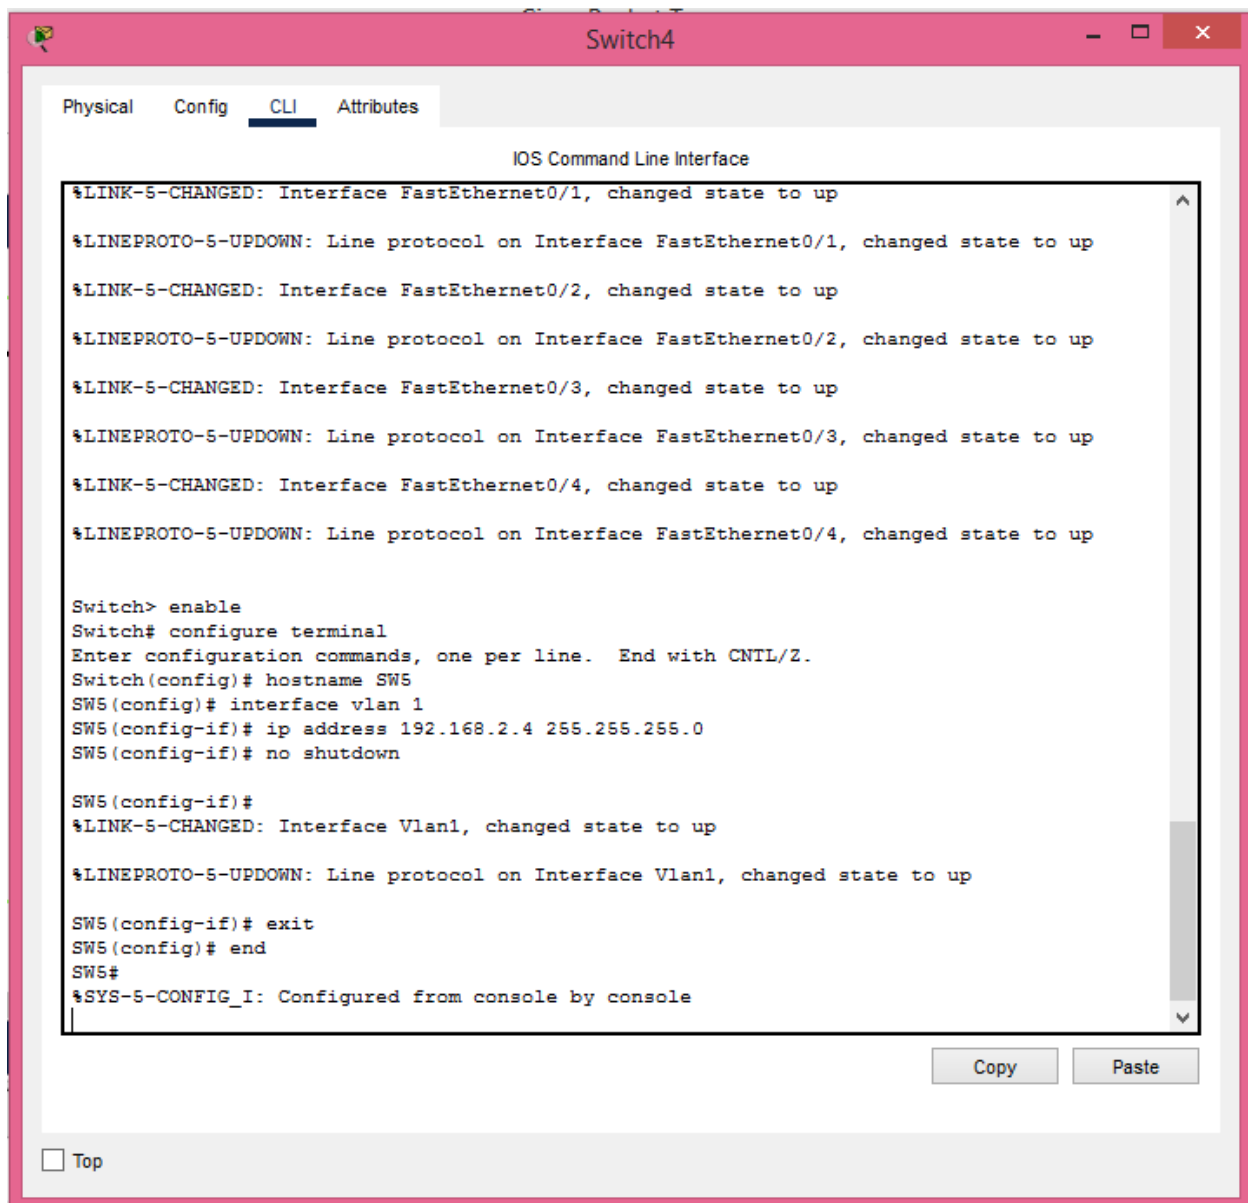 Switch4
Physical Config CLI Attributes
IOS Command Line Interface
%LINK-5-CHANGED: Interface FastEthernet0/1, changed state to up
%LINEPROTO-5-UPDOWN: Line protocol on Interface FastEthernet0/1, changed state to up
%LINK-5-CHANGED: Interface FastEthernet0/2, changed state to up
%LINEPROTO-5-UPDOWN: Line protocol on Interface FastEthernet0/2, changed state to up
%LINK-5-CHANGED: Interface FastEthernet0/3, changed state to up
%LINEPROTO-5-UPDOWN: Line protocol on Interface FastEthernet0/3, changed state to up
%LINK-5-CHANGED: Interface FastEthernet0/4, changed state to up
%LINEPROTO-5-UPDOWN: Line protocol on Interface FastEthernet0/4, changed state to up
Switch> enable
Switch# configure terminal
Enter configuration commands, one per line.  End with CNTL/Z.
Switch(config)# hostname SW5
SW5(config)# interface vlan 1
SW5(config-if)# ip address 192.168.2.4 255.255.255.0
SW5(config-if)# no shutdown
SW5(config-if)#
%LINK-5-CHANGED: Interface Vlan1, changed state to up
%LINEPROTO-5-UPDOWN: Line protocol on Interface Vlan1, changed state to up
SW5(config-if)# exit
SW5(config)# end
SW5#
%SYS-5-CONFIG_I: Configured from console by console
Copy Paste
Top